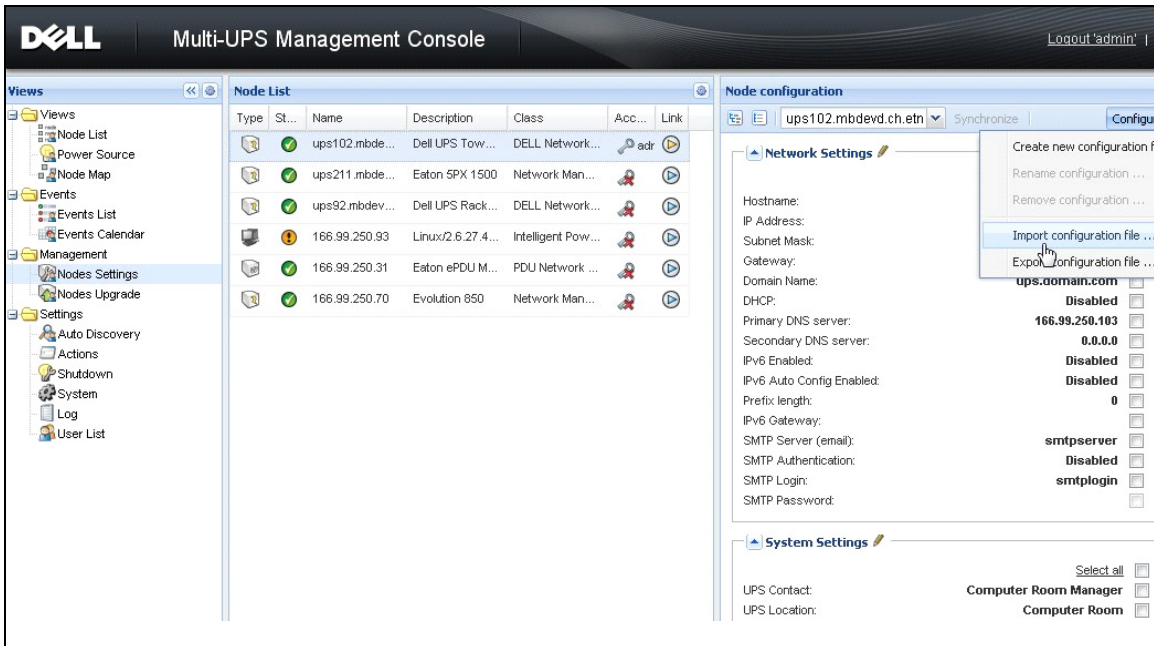 DELL
Multi-UPS Management Console
Logout 'admin' |
Views
Views
Node List
Power Source
Node Map
Events
Events List
Events Calendar
Management
Nodes Settings
Nodes Upgrade
Settings
Auto Discovery
Actions
Shutdown
System
Log
User List
Node List
Type St... Name Description Class Acc... Link
ups102.mbde... Dell UPS Tow... DELL Network... adr
ups211.mbde... Eaton 5PX 1500 Network Man...
ups92.mbdev... Dell UPS Rack... DELL Network...
166.99.250.93 Linux/2.6.27.4... Intelligent Pow...
166.99.250.31 Eaton ePDU M... PDU Network ...
166.99.250.70 Evolution 850 Network Man...
Node configuration
ups102.mbdevd.ch.etn Synchronize
Create new configuration f
Rename configuration ...
Remove configuration ...
Import configuration file ...
configuration file ...
Network Settings
Hostname:
IP Address:
Subnet Mask:
Gateway:
Domain Name: ups.domain.com
DHCP: Disabled
Primary DNS server: 166.99.250.103
Secondary DNS server: 0.0.0.0
IPv6 Enabled: Disabled
IPv6 Auto Config Enabled: Disabled
Prefix length: 0
IPv6 Gateway:
SMTP Server (email): smtpserver
SMTP Authentication: Disabled
SMTP Login: smtplogin
SMTP Password:
System Settings
Select all
UPS Contact: Computer Room Manager
UPS Location: Computer Room